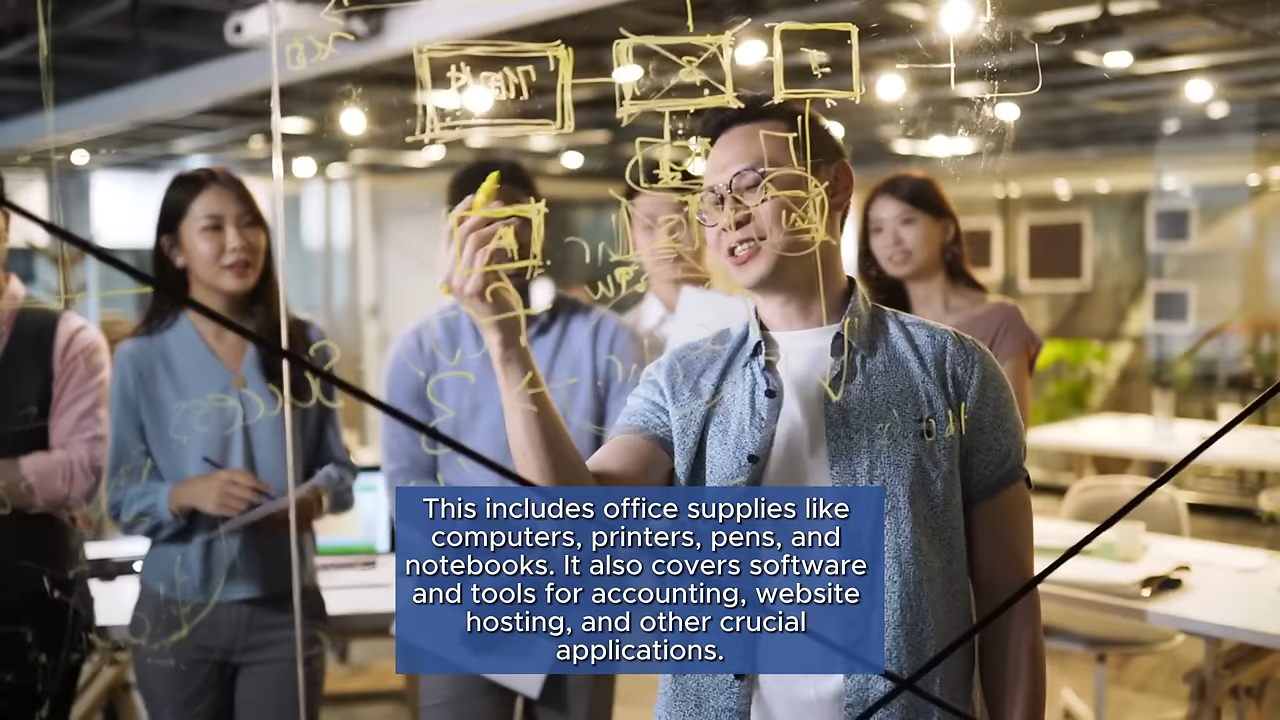 This includes office supplies like
computers, printers, pens, and
notebooks. It also covers software
and tools for accounting, website
hosting, and other crucial
applications.